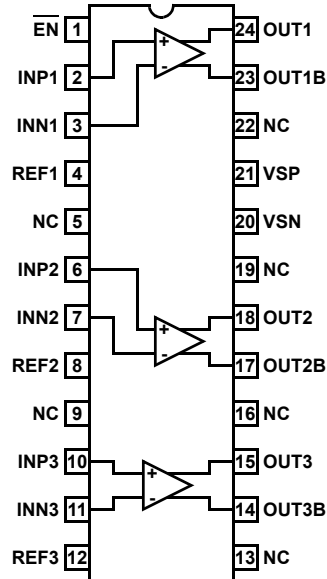 EN 1 24 OUT1
INP1 2 + - 23 OUT1B
INN1 3 22 NC
REF1 4 21 VSP
NC 5 20 VSN
INP2 6 19 NC
INN2 7 + 18 OUT2
REF2 8 - 17 OUT2B
NC 9 16 NC
INP3 10 + 15 OUT3
INN3 11 - 14 OUT3B
REF3 12 13 NC